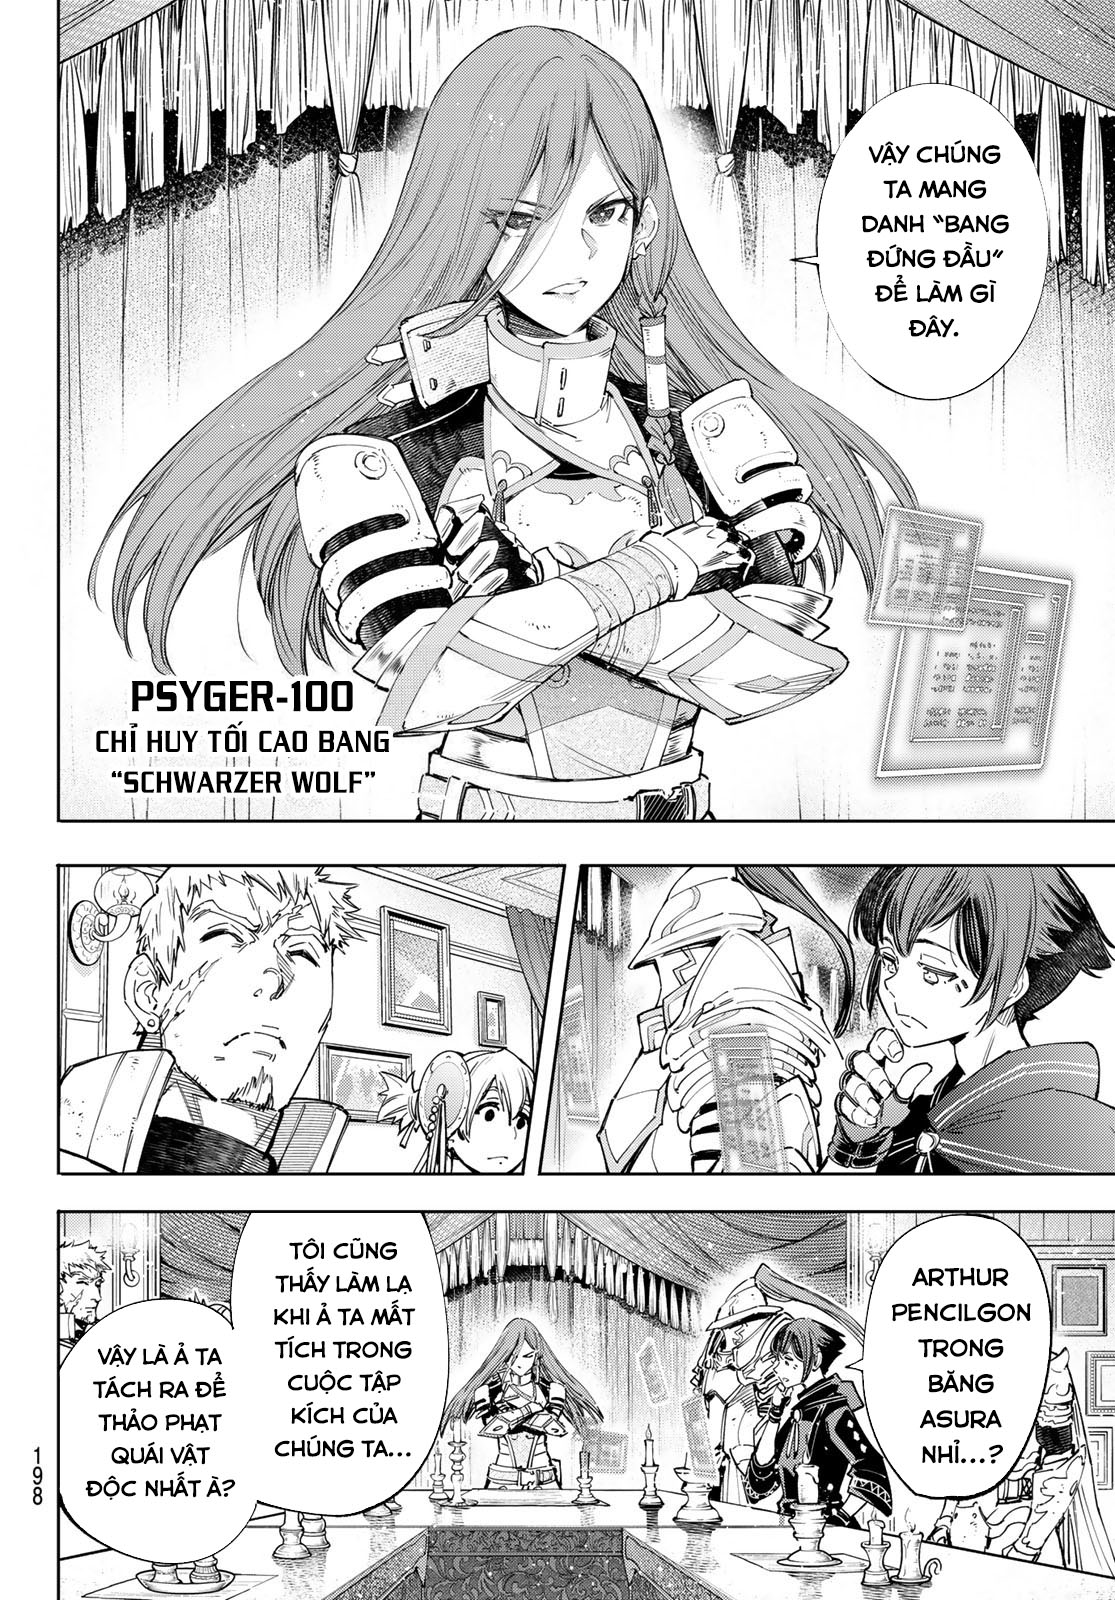 VẬY CHÚNG
TA MANG
DANH “BANG
ĐỨNG ĐẦU”
ĐỂ LÀM GÌ
ĐÂY.
PSYGER-100
CHỈ HUY TỐI CAO BANG
“SCHWARZER WOLF”
ARTHUR
PENCILGON
TRONG
BĂNG
ASURA
NHỈ...?
TÔI CŨNG
THẤY LÀM LẠ
KHI Ả TA MẤT
TÍCH TRONG
CUỘC TẬP
KÍCH CỦA
CHÚNG TA...
VẬY LÀ Ả TA
TÁCH RA ĐỂ
THẢO PHẠT
QUÁI VẬT
ĐỘC NHẤT À?
198